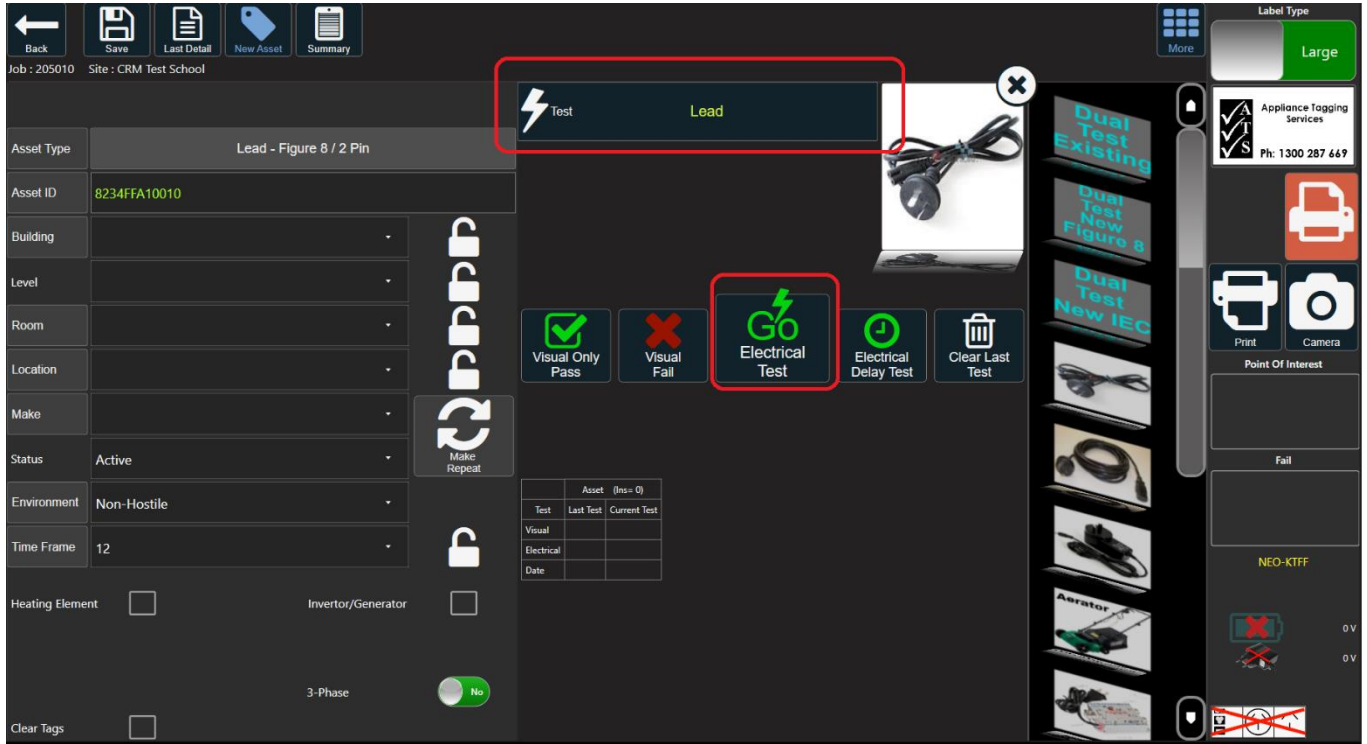 Back
Save
Last Detail
New Asset
Summary
More
Job : 205010 Site : CRM Test School
Label Type
Large
A T S
Appliance Tagging
Services
Ph: 1300 287 669
Test Lead
Asset Type Lead - Figure 8 / 2 Pin
Asset ID 8234FFA10010
Building
Level
Room
Location
Make
Make
Repeat
Status Active
Environment Non-Hostile
Time Frame 12
Heating Element
Invertor/Generator
3-Phase No
Clear Tags
Visual Only
Pass
Visual
Fail
Go
Electrical
Test
Electrical
Delay Test
Clear Last
Test
Asset (Ins= 0)
Test Last Test Current Test
Visual
Electrical
Date
Dual
Test
Existing
Dual
Test
New
Figure 8
Dual
Test
New IEC
Aerator
Print
Camera
Point Of Interest
Fail
NEO-KTFF
0 V
0 V